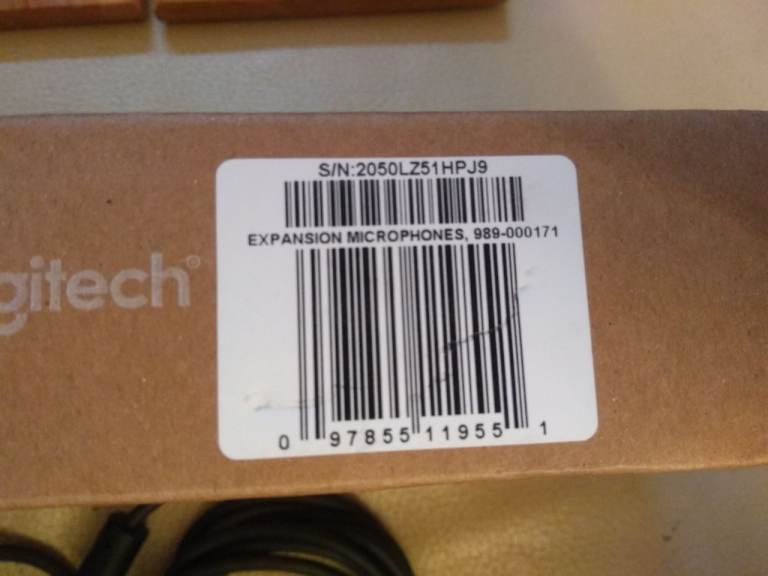 S/N:2050LZ51HPJ9
EXPANSION MICROPHONES, 989-000171
gitech®
0 97855 11955 1